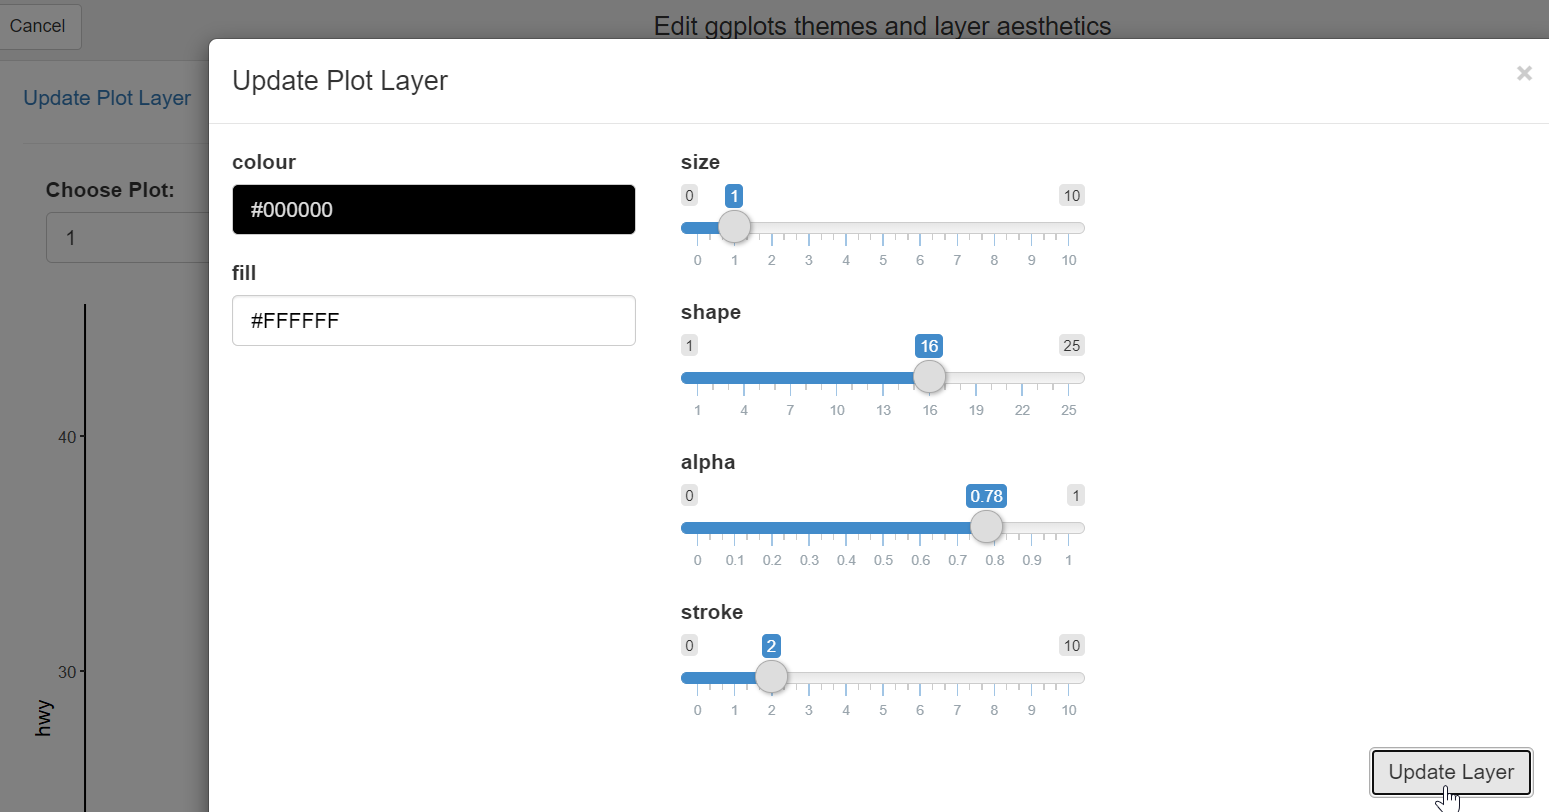 Cancel
Edit ggplots themes and layer aesthetics
Update Plot Layer
Choose Plot:
1
40
30
hwy
Update Plot Layer
×
colour
#000000
fill
#FFFFFF
size
0 1 10
0 1 2 3 4 5 6 7 8 9 10
shape
1 16 25
1 4 7 10 13 16 19 22 25
alpha
0 0.78 1
0 0.1 0.2 0.3 0.4 0.5 0.6 0.7 0.8 0.9 1
stroke
0 2 10
0 1 2 3 4 5 6 7 8 9 10
Update Layer